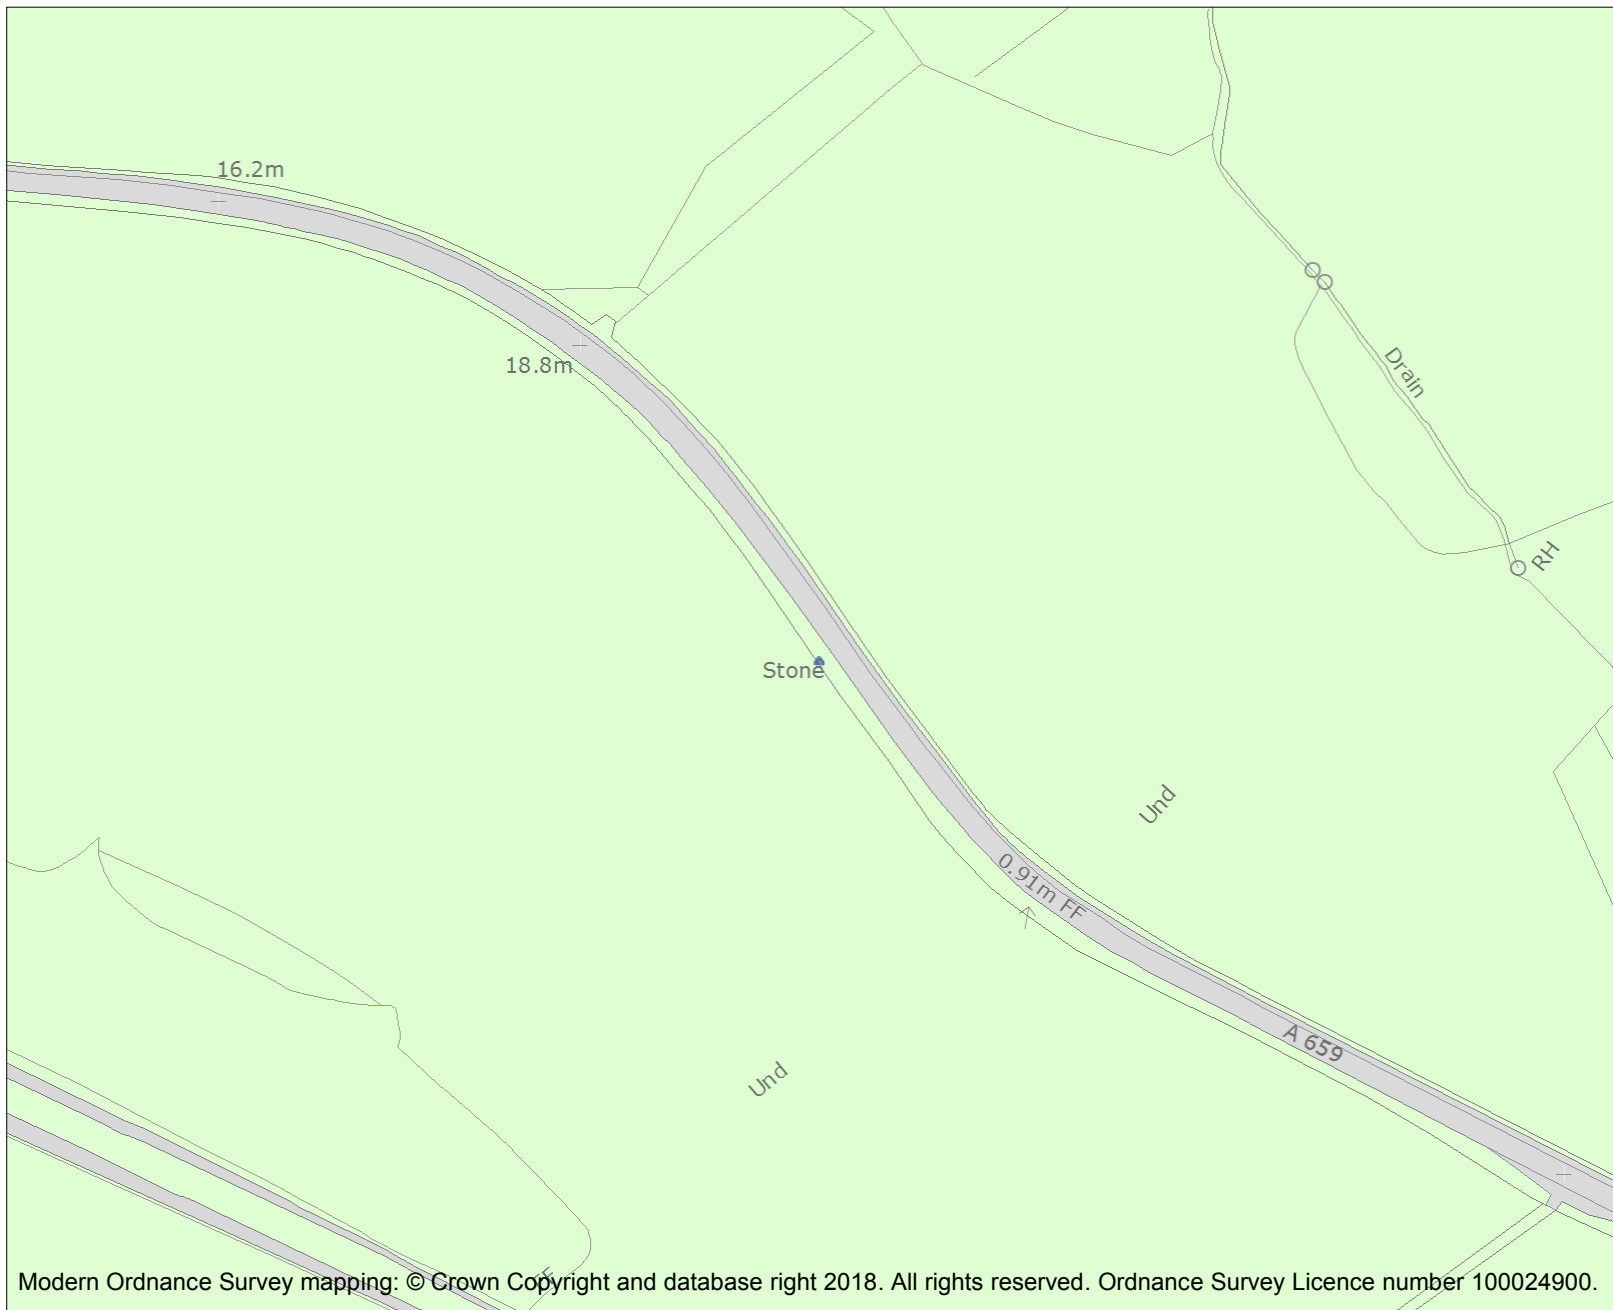 16.2m
18.8m
Drain
RH
Stone
Und
0.91m FF
A 659
Und
FF
Modern Ordnance Survey mapping: © Crown Copyright and database right 2018. All rights reserved. Ordnance Survey Licence number 100024900.